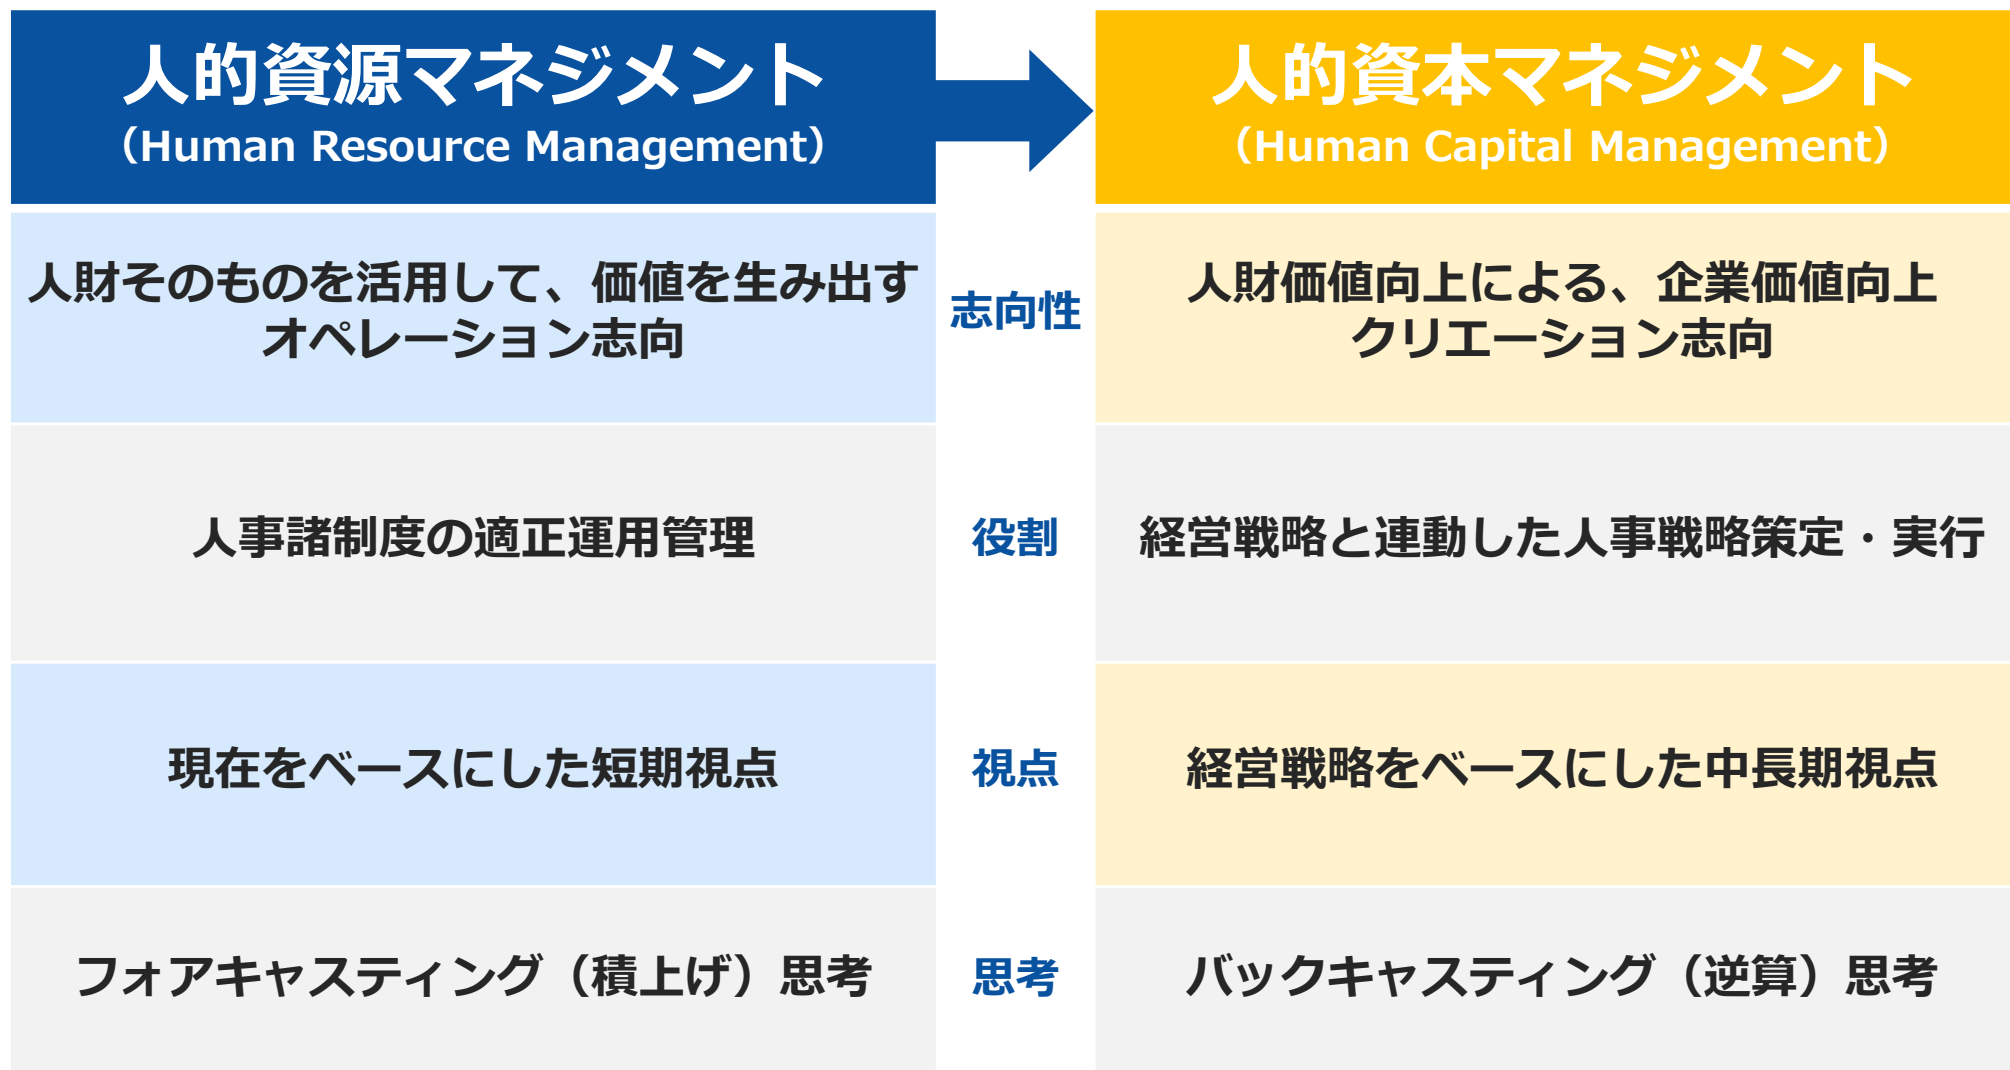 人的資源マネジメント
（Human Resource Management）
人的資本マネジメント
（Human Capital Management）
人財そのものを活用して、価値を生み出す
オペレーション志向
志向性
人財価値向上による、企業価値向上
クリエーション志向
人事諸制度の適正運用管理
役割
経営戦略と連動した人事戦略策定・実行
現在をベースにした短期視点
視点
経営戦略をベースにした中長期視点
フォアキャスティング（積上げ）思考
思考
バックキャスティング（逆算）思考